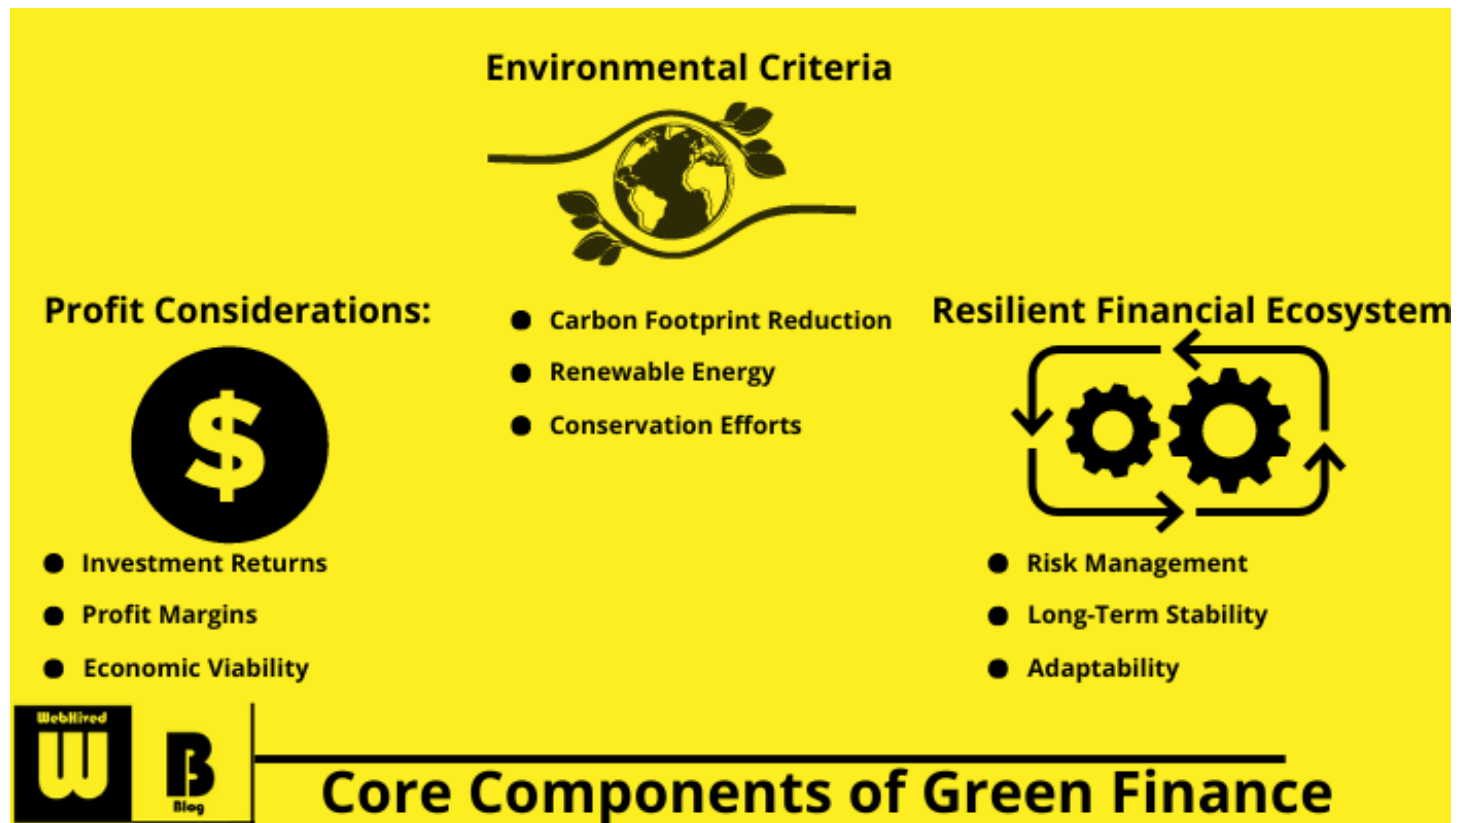 Environmental Criteria
Carbon Footprint Reduction
Renewable Energy
Conservation Efforts
Profit Considerations:
$
Investment Returns
Profit Margins
Economic Viability
Resilient Financial Ecosystem
Risk Management
Long-Term Stability
Adaptability
WebHived
W
B
Blog
Core Components of Green Finance